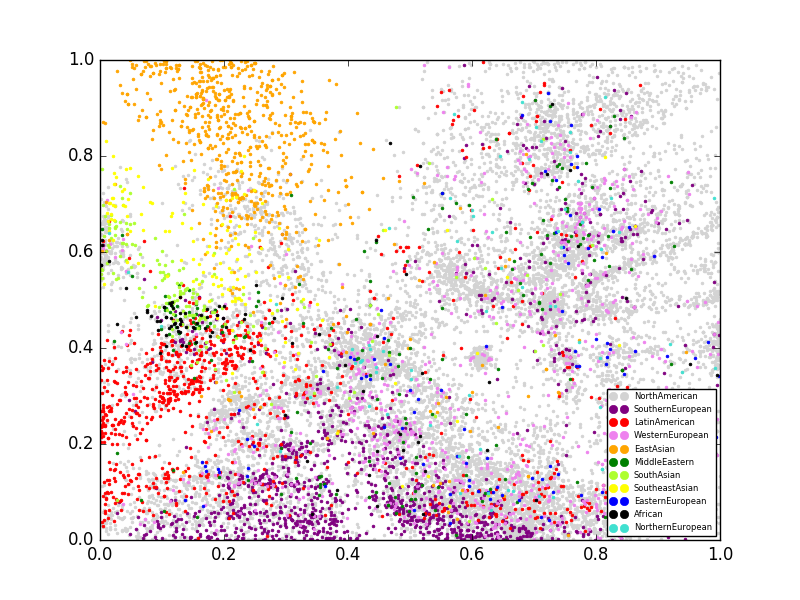 1.0
0.8
0.6
0.4
0.2
0.0
0.0 0.2 0.4 0.6 0.8 1.0
NorthAmerican
SouthernEuropean
LatinAmerican
WesternEuropean
EastAsian
MiddleEastern
SouthAsian
SoutheastAsian
EasternEuropean
African
NorthernEuropean